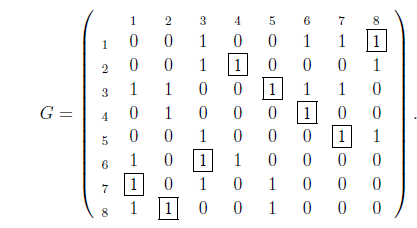 1 2 3 4 5 6 7 8
1 0 0 1 0 0 1 1 1
2 0 0 1 1 0 0 0 1
G = 3 1 1 0 0 1 1 1 0
4 0 1 0 0 0 1 0 0
5 0 0 1 0 0 0 1 1 .
6 1 0 1 1 0 0 0 0
7 1 0 1 0 1 0 0 0
8 1 1 0 0 1 0 0 0